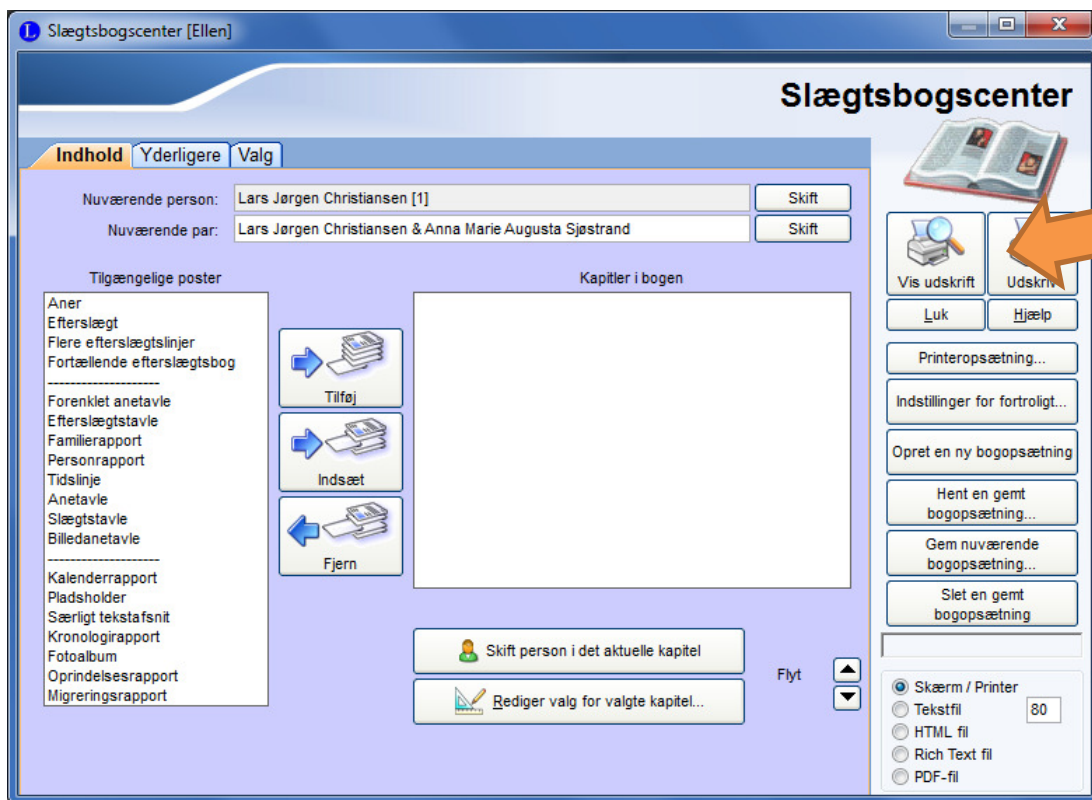 Slægtsbogscenter [Ellen]
Slægtsbogscenter
Indhold Yderligere Valg
Nuværende person: Lars Jørgen Christiansen [1] Skift
Nuværende par: Lars Jørgen Christiansen & Anna Marie Augusta Sjøstrand Skift
Tilgængelige poster
Aner
Efterslægt
Flere efterslægtslinjer
Fortællende efterslægtsbog
--------------------
Forenklet anetavle
Efterslægtstavle
Familierapport
Personrapport
Tidslinje
Anetavle
Slægtstavle
Billedanetavle
--------------------
Kalenderrapport
Pladsholder
Særligt tekstafsnit
Kronologirapport
Fotoalbum
Oprindelsesrapport
Migreringsrapport
Tilføj
Indsæt
Fjern
Kapitler i bogen
Skift person i det aktuelle kapitel
Rediger valg for valgte kapitel...
Flyt
Vis udskrift Udskriv
Luk Hjælp
Printeropsætning...
Indstillinger for fortroligt...
Opret en ny bogopsætning
Hent en gemt
bogopsætning...
Gem nuværende
bogopsætning...
Slet en gemt
bogopsætning
Skærm / Printer
Tekstfil 80
HTML fil
Rich Text fil
PDF-fil